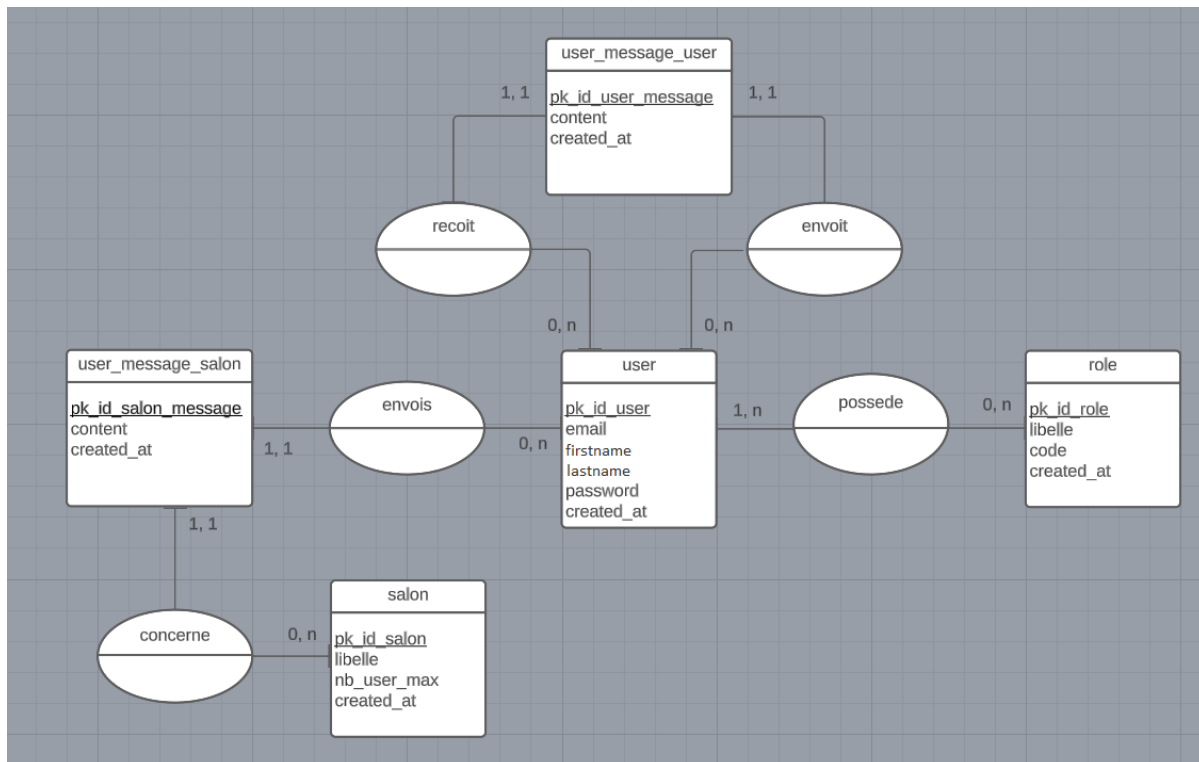 user_message_user
pk_id_user_message
content
created_at
1, 1
1, 1
recoit
envoit
0, n
0, n
user_message_salon
pk_id_salon_message
content
created_at
1, 1
envois
0, n
user
pk_id_user
email
firstname
lastname
password
created_at
1, n
possede
0, n
role
pk_id_role
libelle
code
created_at
1, 1
concerne
0, n
salon
pk_id_salon
libelle
nb_user_max
created_at